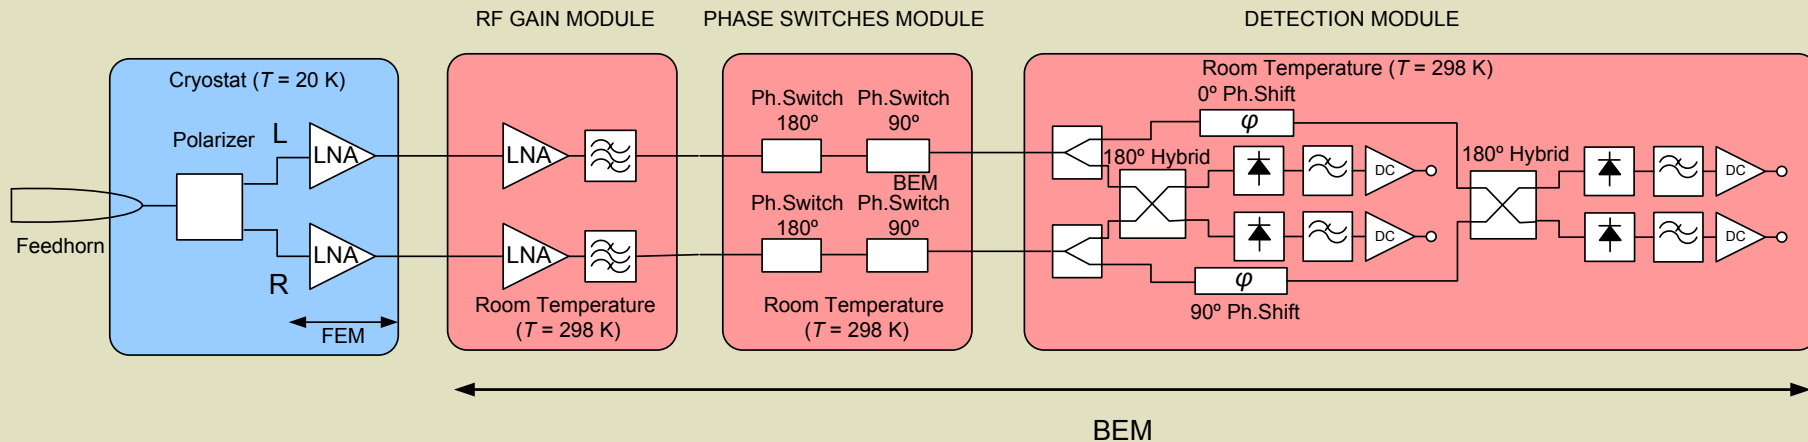 RF GAIN MODULE
PHASE SWITCHES MODULE
DETECTION MODULE
Cryostat (T = 20 K)
Polarizer
L
LNA
R
LNA
Feedhorn
FEM
LNA
LNA
Room Temperature
(T = 298 K)
Ph.Switch
180º
Ph.Switch
90º
BEM
Ph.Switch
180º
Ph.Switch
90º
Room Temperature
(T = 298 K)
Room Temperature (T = 298 K)
0º Ph.Shift
φ
180º Hybrid
DC
DC
180º Hybrid
DC
DC
φ
90º Ph.Shift
BEM